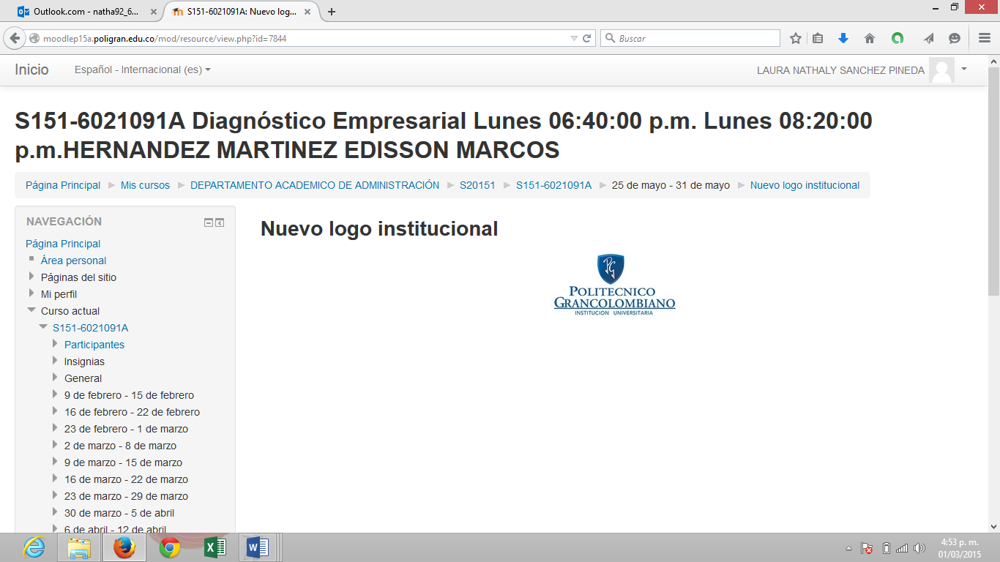 Outlook.com - natha92_6...
S151-6021091A: Nuevo log...
moodlep15a.poligran.edu.co/mod/resource/view.php?id=7844
Buscar
Inicio
Español - Internacional (es)
LAURA NATHALY SANCHEZ PINEDA
S151-6021091A Diagnóstico Empresarial Lunes 06:40:00 p.m. Lunes 08:20:00
p.m.HERNANDEZ MARTINEZ EDISSON MARCOS
Página Principal Mis cursos DEPARTAMENTO ACADEMICO DE ADMINISTRACIÓN S20151 S151-6021091A 25 de mayo - 31 de mayo Nuevo logo institucional
NAVEGACIÓN
Página Principal
Área personal
Páginas del sitio
Mi perfil
Curso actual
S151-6021091A
Participantes
Insignias
General
9 de febrero - 15 de febrero
16 de febrero - 22 de febrero
23 de febrero - 1 de marzo
2 de marzo - 8 de marzo
9 de marzo - 15 de marzo
16 de marzo - 22 de marzo
23 de marzo - 29 de marzo
30 de marzo - 5 de abril
6 de abril - 12 de abril
Nuevo logo institucional
PG
POLITECNICO
GRANCOLOMBIANO
INSTITUCION UNIVERSITARIA
4:53 p. m.
01/03/2015